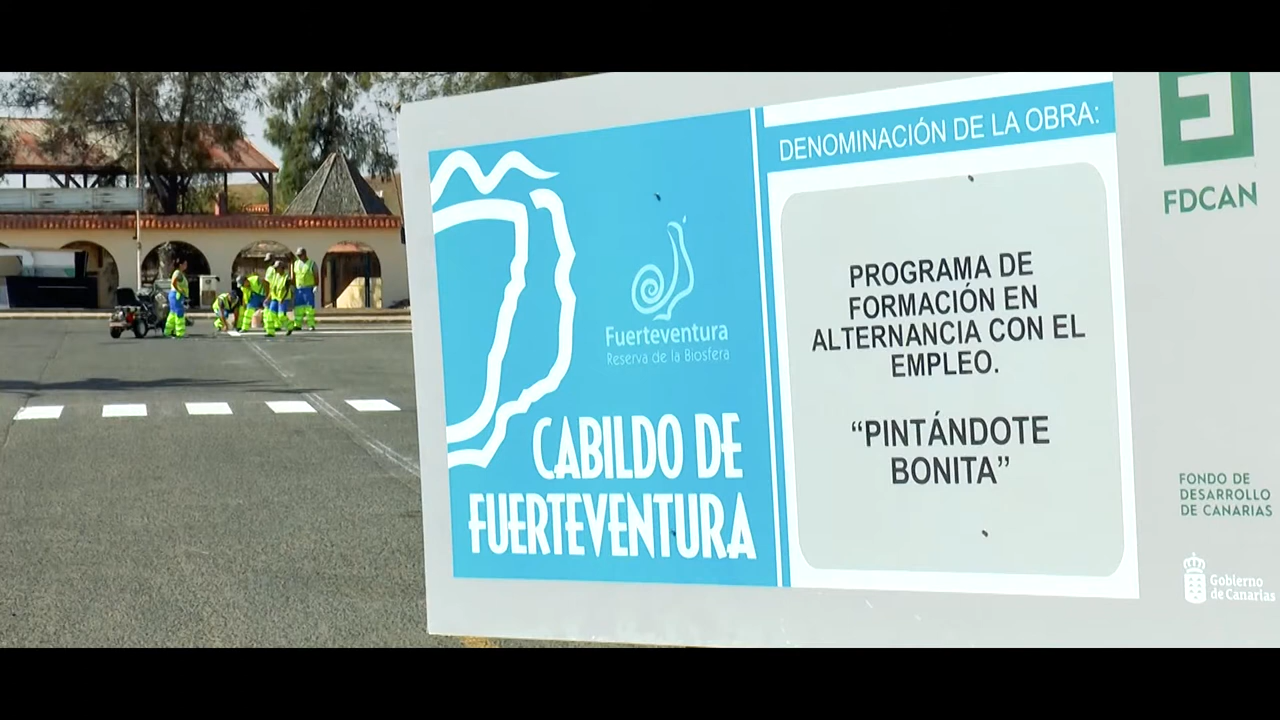 Fuerteventura
Reserva de la Biosfera
CABILDO DE
FUERTEVENTURA
DENOMINACIÓN DE LA OBRA:
PROGRAMA DE
FORMACIÓN EN
ALTERNANCIA CON EL
EMPLEO.
“PINTÁNDOTE
BONITA”
FDCAN
FONDO DE
DESARROLLO
DE CANARIAS
Gobierno
de Canarias